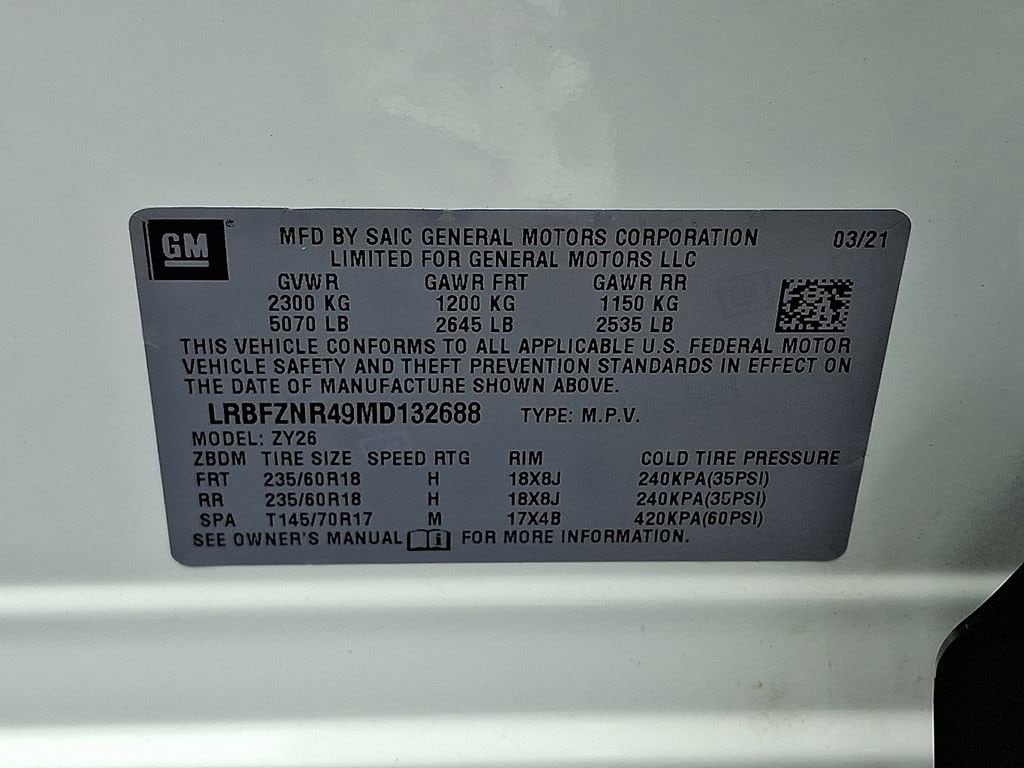 GM MFD BY SAIC GENERAL MOTORS CORPORATION 03/21
LIMITED FOR GENERAL MOTORS LLC
GVWR GAWR FRT GAWR RR
2300 KG 1200 KG 1150 KG
5070 LB 2645 LB 2535 LB
THIS VEHICLE CONFORMS TO ALL APPLICABLE U.S. FEDERAL MOTOR
VEHICLE SAFETY AND THEFT PREVENTION STANDARDS IN EFFECT ON
THE DATE OF MANUFACTURE SHOWN ABOVE.
LRBFZNR49MD132688 TYPE: M.P.V.
MODEL: ZY26
ZBDM TIRE SIZE SPEED RTG RIM COLD TIRE PRESSURE
FRT 235/60R18 H 18X8J 240KPA(35PSI)
RR 235/60R18 H 18X8J 240KPA(35PSI)
SPA T145/70R17 M 17X4B 420KPA(60PSI)
SEE OWNER'S MANUAL i FOR MORE INFORMATION.